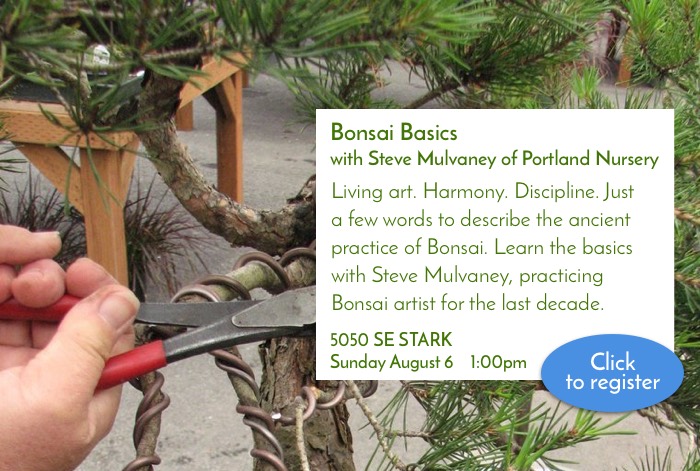 Bonsai Basics
with Steve Mulvaney of Portland Nursery
Living art. Harmony. Discipline. Just
a few words to describe the ancient
practice of Bonsai. Learn the basics
with Steve Mulvaney, practicing
Bonsai artist for the last decade.
5050 SE STARK
Sunday August 6 1:00pm
Click
to register